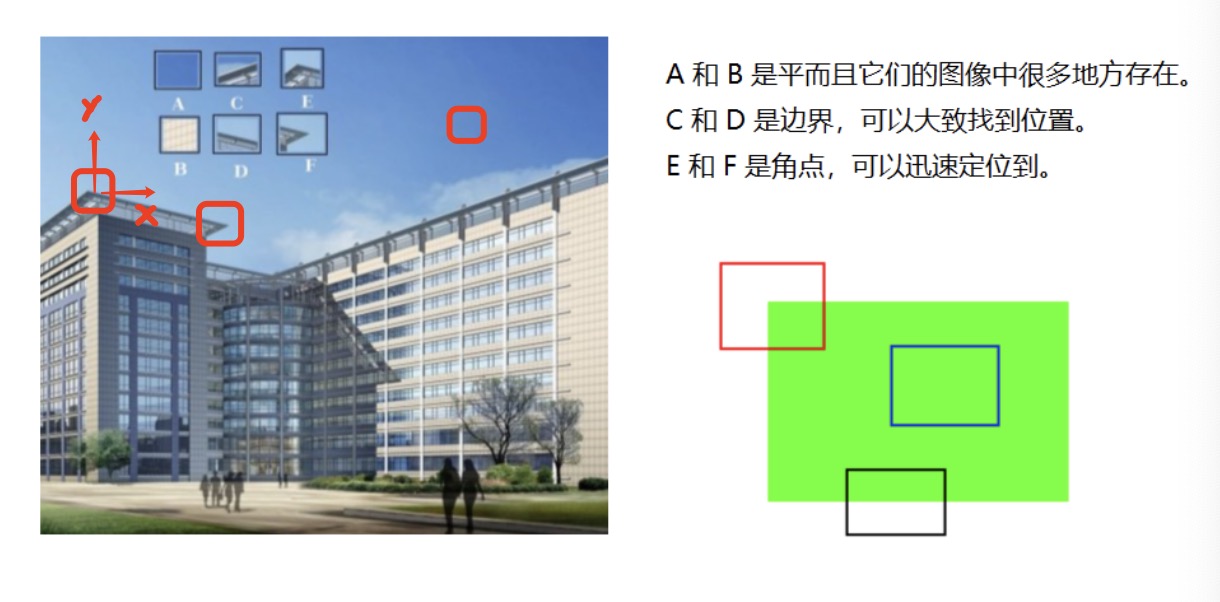 A C E
B D F
Y
X
A 和 B 是平而且它们的图像中很多地方存在。
C 和 D 是边界，可以大致找到位置。
E 和 F 是角点，可以迅速定位到。